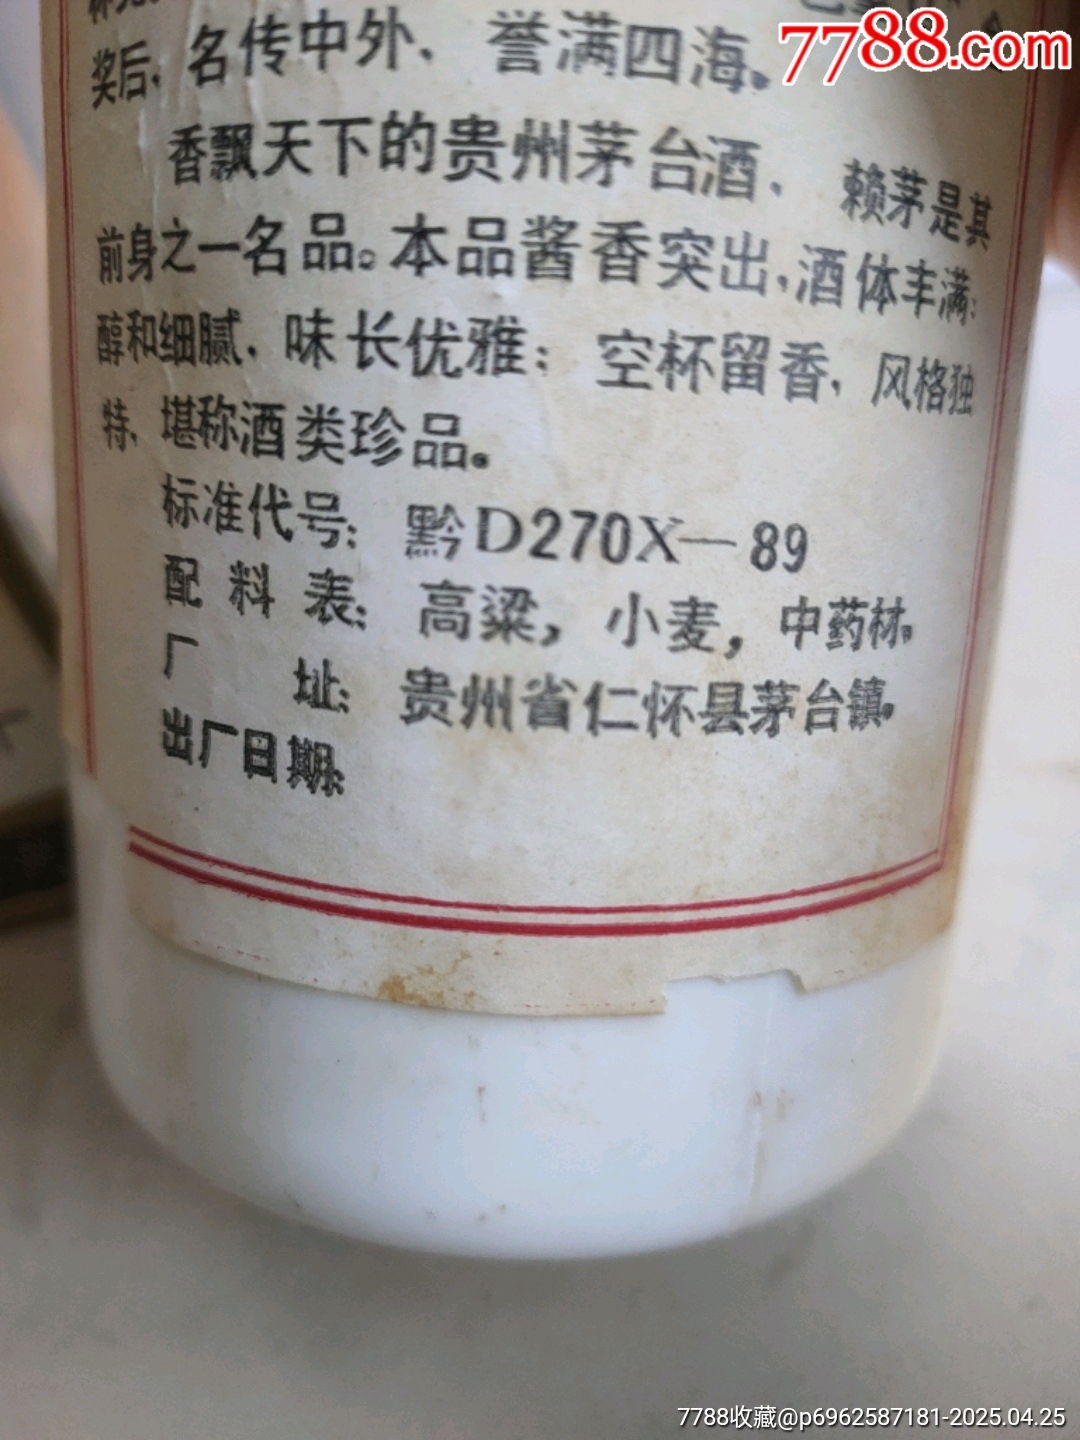 奖后，名传中外，誉满四海。
7788.com
香飘天下的贵州茅台酒，赖茅是其
前身之一名品。本品酱香突出，酒体丰满；
醇和细腻，味长优雅；空杯留香，风格独
特，堪称酒类珍品。
标准代号：黔D270X—89
配料表：高粱，小麦，中药材。
厂址：贵州省仁怀县茅台镇。
出厂日期：
7788收藏@p6962587181-2025.04.25